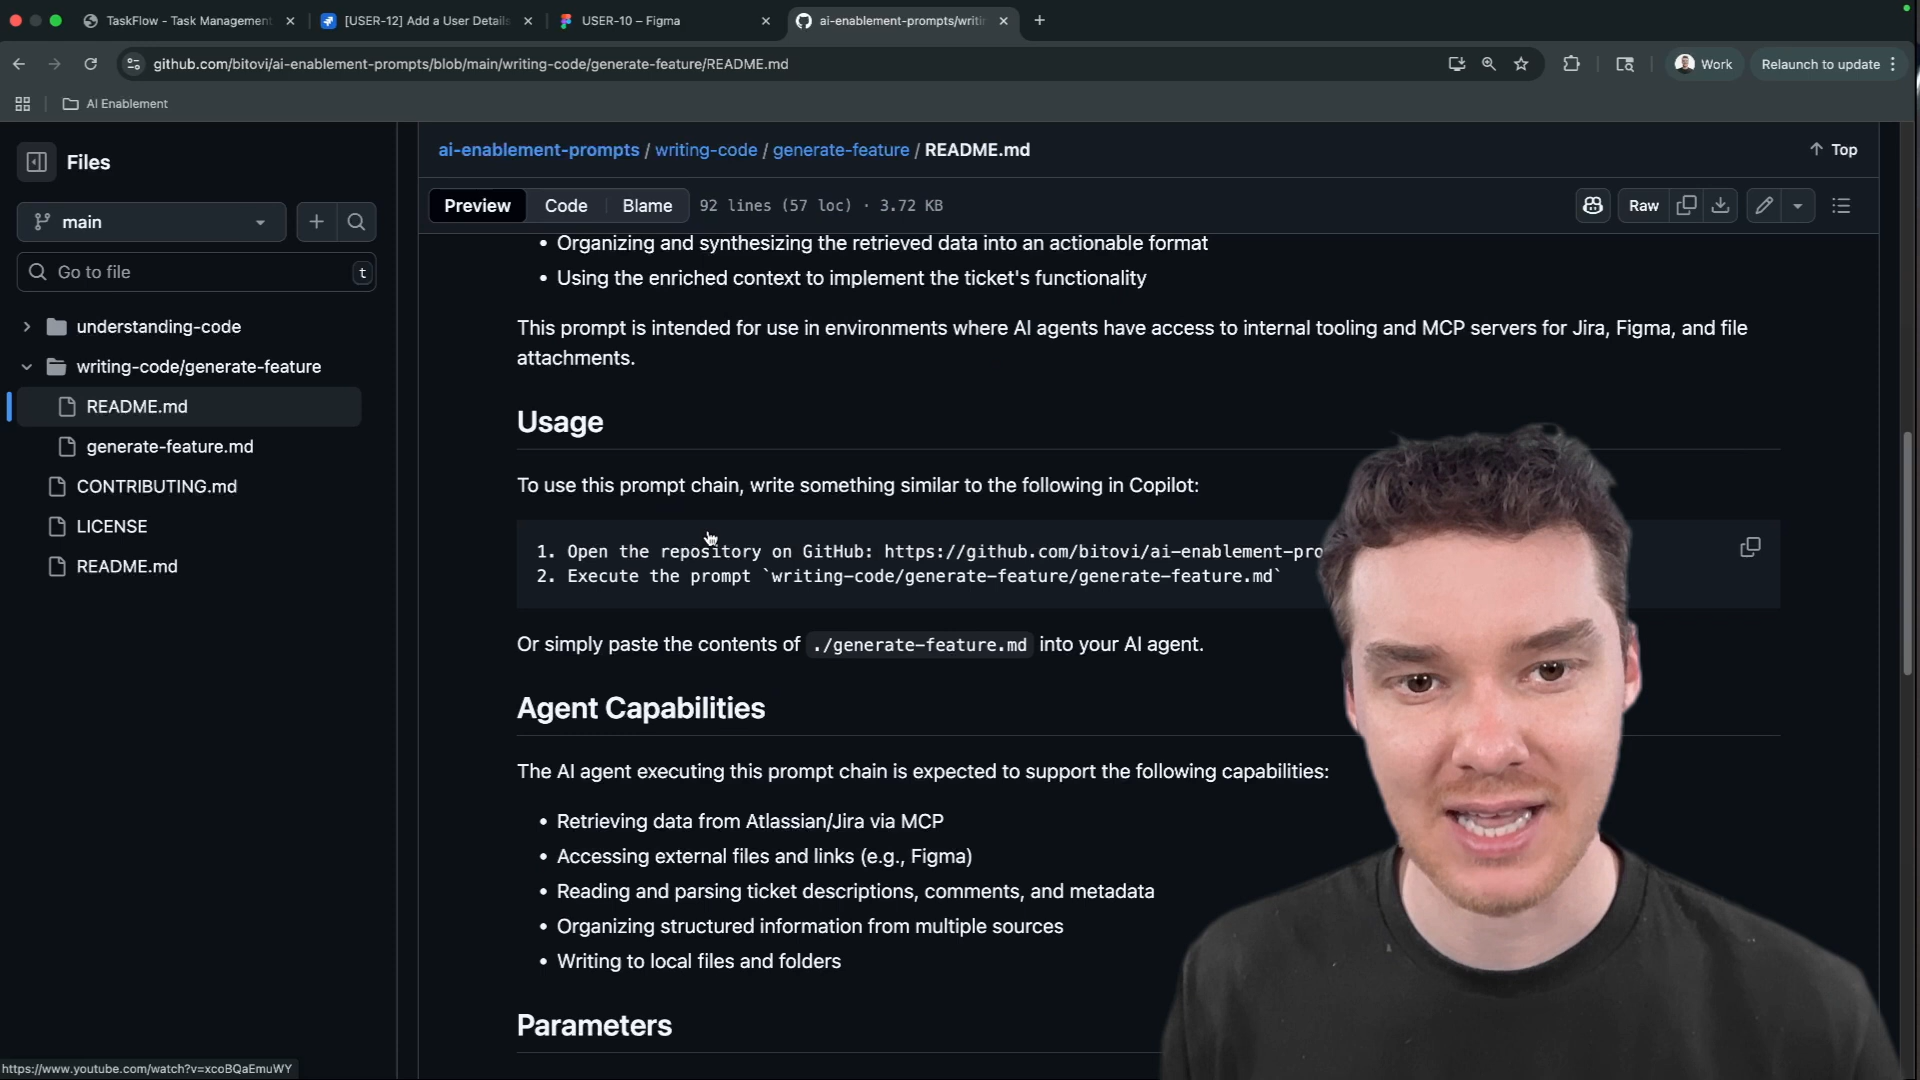 TaskFlow - Task Management
[USER-12] Add a User Details
USER-10 – Figma
ai-enablement-prompts/writin
github.com/bitovi/ai-enablement-prompts/blob/main/writing-code/generate-feature/README.md
Work
Relaunch to update
AI Enablement
Files
main
Go to file
t
understanding-code
writing-code/generate-feature
README.md
generate-feature.md
CONTRIBUTING.md
LICENSE
README.md
ai-enablement-prompts / writing-code / generate-feature / README.md
Top
Preview
Code
Blame
92 lines (57 loc) · 3.72 KB
Raw
• Organizing and synthesizing the retrieved data into an actionable format
• Using the enriched context to implement the ticket's functionality
This prompt is intended for use in environments where AI agents have access to internal tooling and MCP servers for Jira, Figma, and file
attachments.
Usage
To use this prompt chain, write something similar to the following in Copilot:
1. Open the repository on GitHub: https://github.com/bitovi/ai-enablement-pro
2. Execute the prompt `writing-code/generate-feature/generate-feature.md`
Or simply paste the contents of ./generate-feature.md into your AI agent.
Agent Capabilities
The AI agent executing this prompt chain is expected to support the following capabilities:
• Retrieving data from Atlassian/Jira via MCP
• Accessing external files and links (e.g., Figma)
• Reading and parsing ticket descriptions, comments, and metadata
• Organizing structured information from multiple sources
• Writing to local files and folders
Parameters
https://www.youtube.com/watch?v=xcoBQaEmuWY